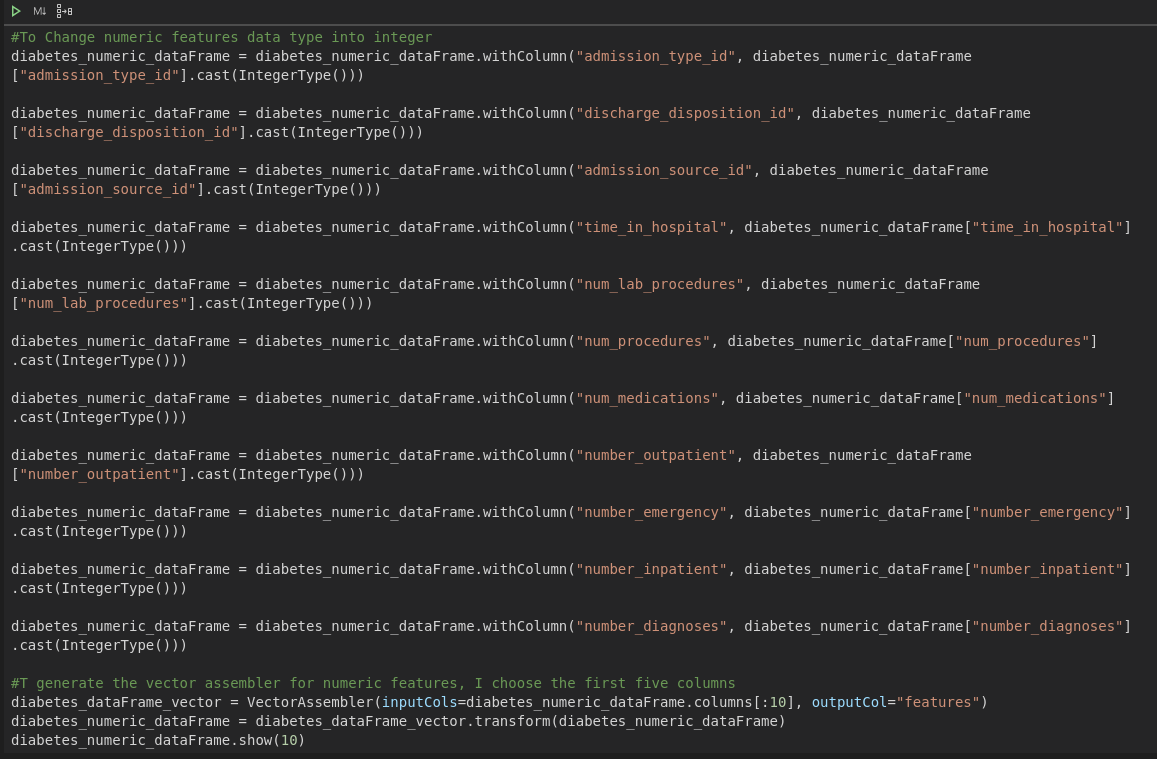 M↓
#To Change numeric features data type into integer
diabetes_numeric_dataFrame = diabetes_numeric_dataFrame.withColumn("admission_type_id", diabetes_numeric_dataFrame
["admission_type_id"].cast(IntegerType()))
diabetes_numeric_dataFrame = diabetes_numeric_dataFrame.withColumn("discharge_disposition_id", diabetes_numeric_dataFrame
["discharge_disposition_id"].cast(IntegerType()))
diabetes_numeric_dataFrame = diabetes_numeric_dataFrame.withColumn("admission_source_id", diabetes_numeric_dataFrame
["admission_source_id"].cast(IntegerType()))
diabetes_numeric_dataFrame = diabetes_numeric_dataFrame.withColumn("time_in_hospital", diabetes_numeric_dataFrame["time_in_hospital"]
.cast(IntegerType()))
diabetes_numeric_dataFrame = diabetes_numeric_dataFrame.withColumn("num_lab_procedures", diabetes_numeric_dataFrame
["num_lab_procedures"].cast(IntegerType()))
diabetes_numeric_dataFrame = diabetes_numeric_dataFrame.withColumn("num_procedures", diabetes_numeric_dataFrame["num_procedures"]
.cast(IntegerType()))
diabetes_numeric_dataFrame = diabetes_numeric_dataFrame.withColumn("num_medications", diabetes_numeric_dataFrame["num_medications"]
.cast(IntegerType()))
diabetes_numeric_dataFrame = diabetes_numeric_dataFrame.withColumn("number_outpatient", diabetes_numeric_dataFrame
["number_outpatient"].cast(IntegerType()))
diabetes_numeric_dataFrame = diabetes_numeric_dataFrame.withColumn("number_emergency", diabetes_numeric_dataFrame["number_emergency"]
.cast(IntegerType()))
diabetes_numeric_dataFrame = diabetes_numeric_dataFrame.withColumn("number_inpatient", diabetes_numeric_dataFrame["number_inpatient"]
.cast(IntegerType()))
diabetes_numeric_dataFrame = diabetes_numeric_dataFrame.withColumn("number_diagnoses", diabetes_numeric_dataFrame["number_diagnoses"]
.cast(IntegerType()))
#T generate the vector assembler for numeric features, I choose the first five columns
diabetes_dataFrame_vector = VectorAssembler(inputCols=diabetes_numeric_dataFrame.columns[:10], outputCol="features")
diabetes_numeric_dataFrame = diabetes_dataFrame_vector.transform(diabetes_numeric_dataFrame)
diabetes_numeric_dataFrame.show(10)